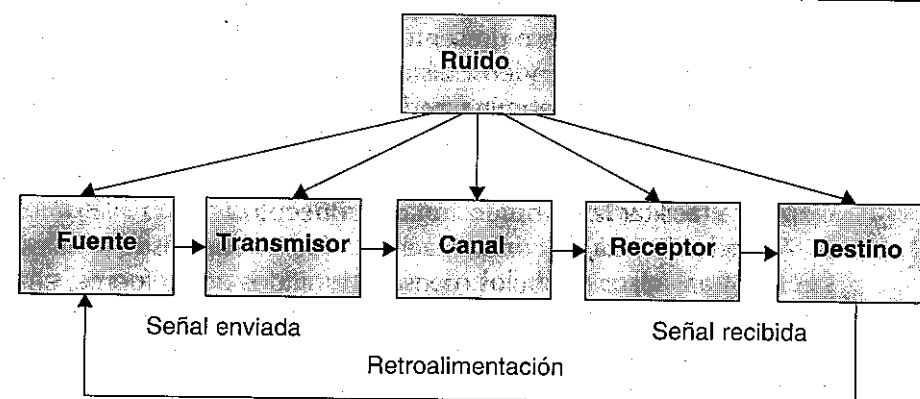 Ruido
Fuente
Transmisor
Canal
Receptor
Destino
Señal enviada
Señal recibida
Retroalimentación